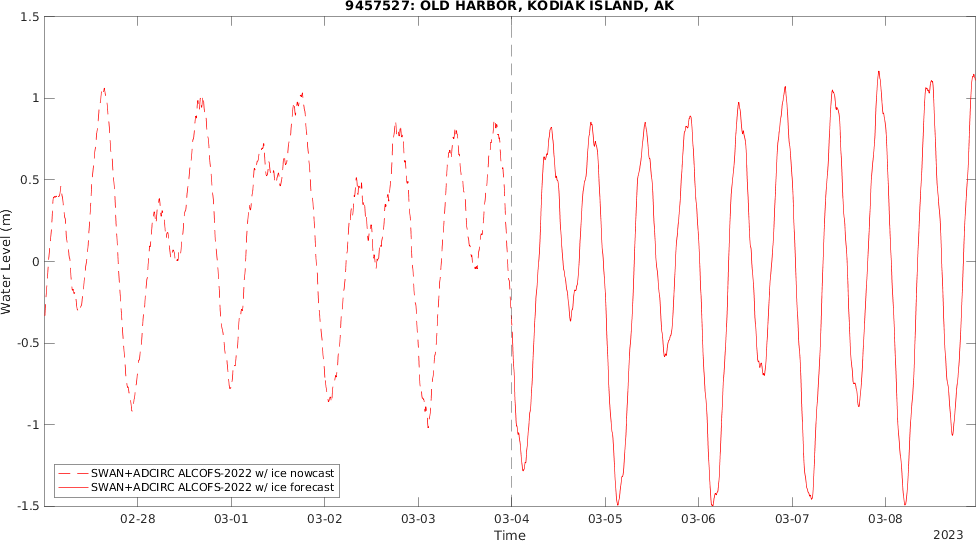 9457527: OLD HARBOR, KODIAK ISLAND, AK
1.5
1
0.5
0
-0.5
-1
-1.5
Water Level (m)
SWAN+ADCIRC ALCOFS-2022 w/ ice nowcast
SWAN+ADCIRC ALCOFS-2022 w/ ice forecast
02-28 03-01 03-02 03-03 03-04 03-05 03-06 03-07 03-08
Time
2023